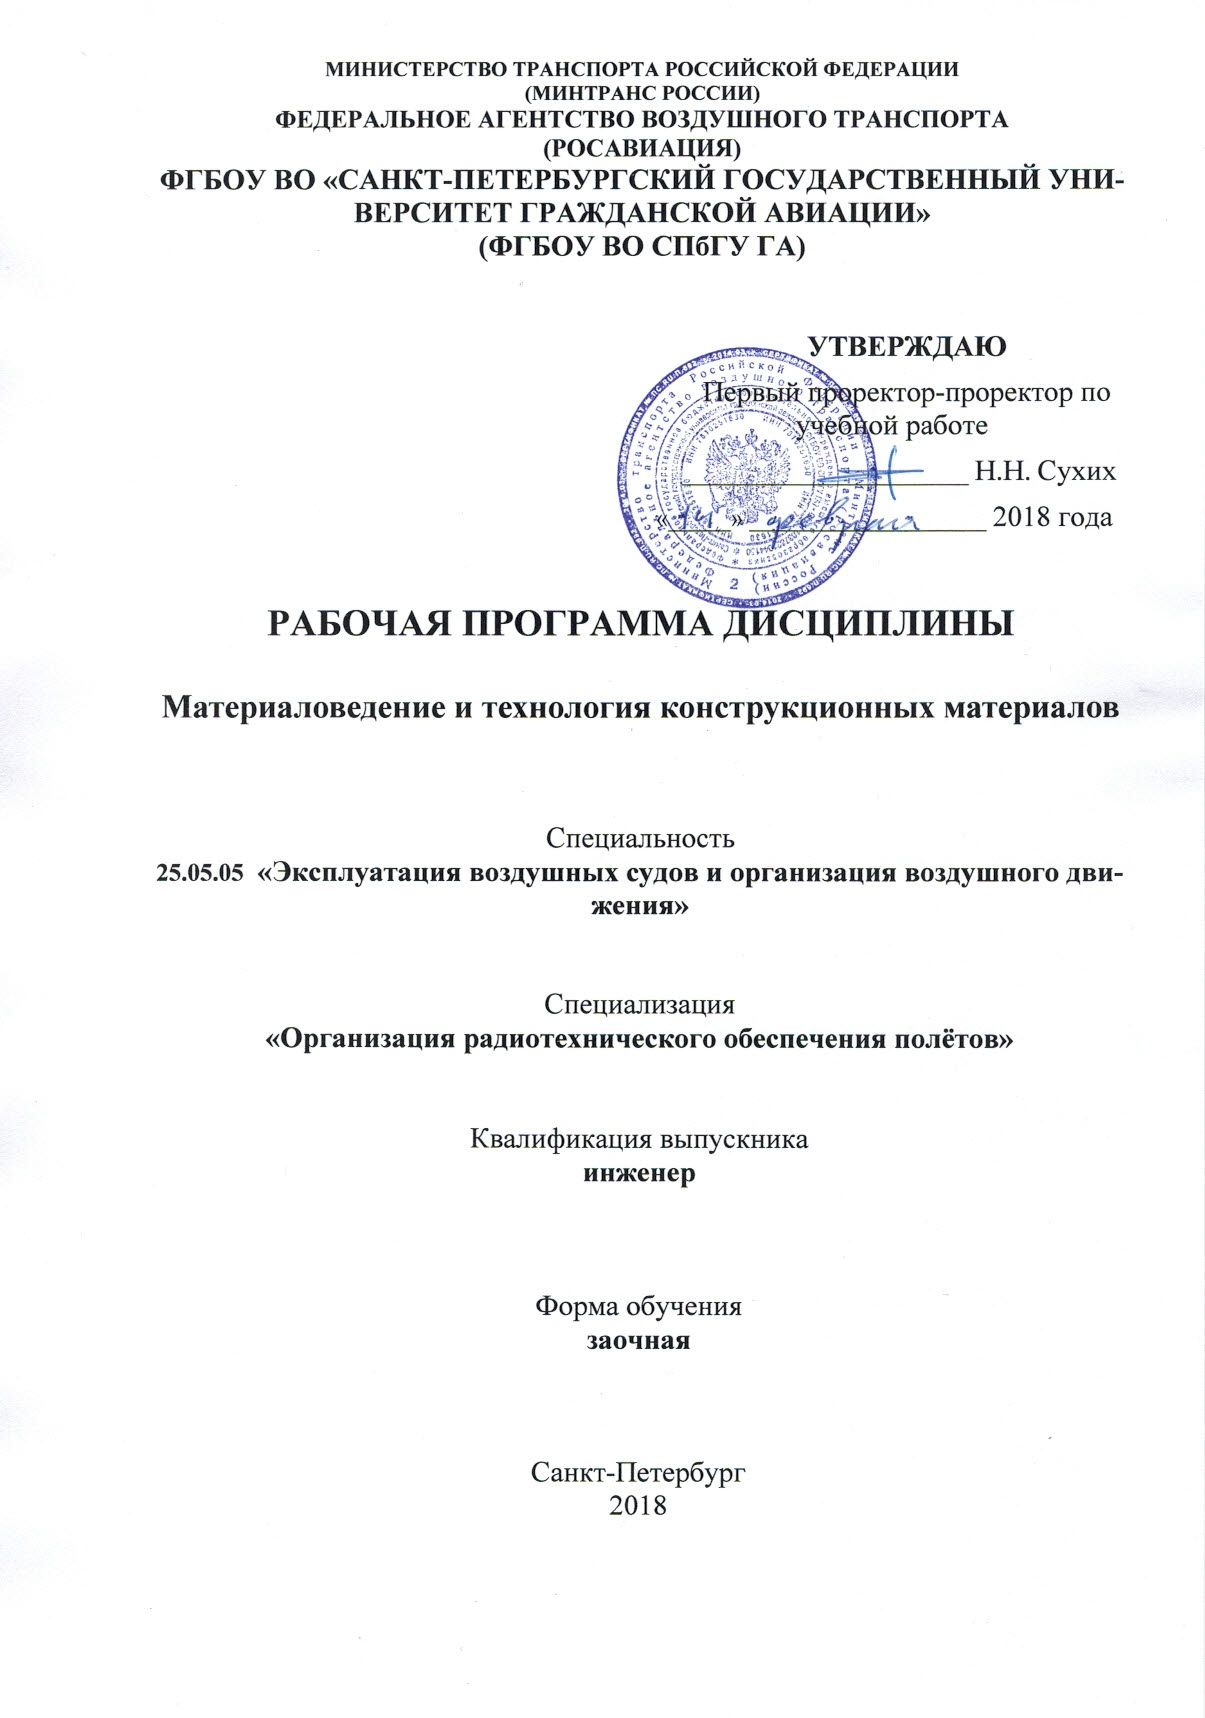 МИНИСТЕРСТВО ТРАНСПОРТА РОССИЙСКОЙ ФЕДЕРАЦИИ
(МИНТРАНС РОССИИ)
ФЕДЕРАЛЬНОЕ АГЕНТСТВО ВОЗДУШНОГО ТРАНСПОРТА
(РОСАВИАЦИЯ)
ФГБОУ ВО «САНКТ-ПЕТЕРБУРГСКИЙ ГОСУДАРСТВЕННЫЙ УНИ-
ВЕРСИТЕТ ГРАЖДАНСКОЙ АВИАЦИИ»
(ФГБОУ ВО СПбГУ ГА)
УТВЕРЖДАЮ
Первый проректор-проректор по
учебной работе
Н.Н. Сухих
« » февраля 2018 года
РАБОЧАЯ ПРОГРАММА ДИСЦИПЛИНЫ
Материаловедение и технология конструкционных материалов
Специальность
25.05.05 «Эксплуатация воздушных судов и организация воздушного дви-
жения»
Специализация
«Организация радиотехнического обеспечения полётов»
Квалификация выпускника
инженер
Форма обучения
заочная
Санкт-Петербург
2018